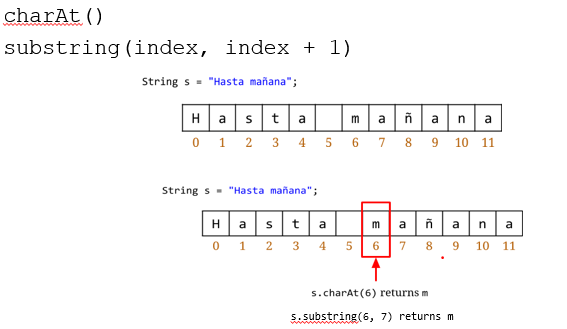 charAt()
substring(index, index + 1)
String s = "Hasta mañana";
H a s t a m a ñ a n a
0 1 2 3 4 5 6 7 8 9 10 11
String s = "Hasta mañana";
H a s t a m a ñ a n a
0 1 2 3 4 5 6 7 8 9 10 11
s.charAt(6) returns m
s.substring(6, 7) returns m